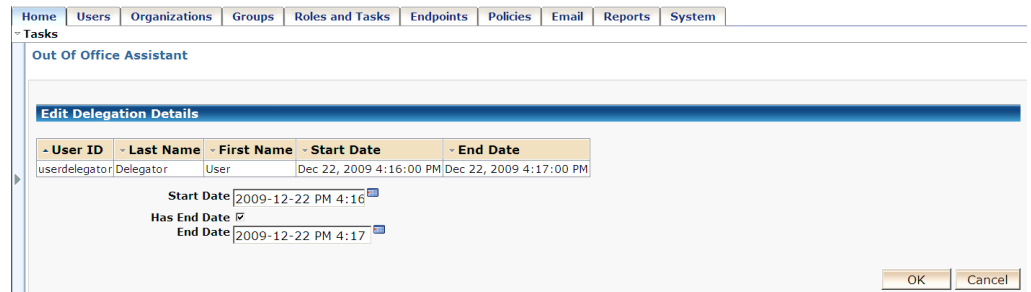 Home Users Organizations Groups Roles and Tasks Endpoints Policies Email Reports System
Tasks
Out Of Office Assistant
Edit Delegation Details
User ID Last Name First Name Start Date End Date
userdelegator Delegator User Dec 22, 2009 4:16:00 PM Dec 22, 2009 4:17:00 PM
Start Date 2009-12-22 PM 4:16
Has End Date
End Date 2009-12-22 PM 4:17
OK Cancel